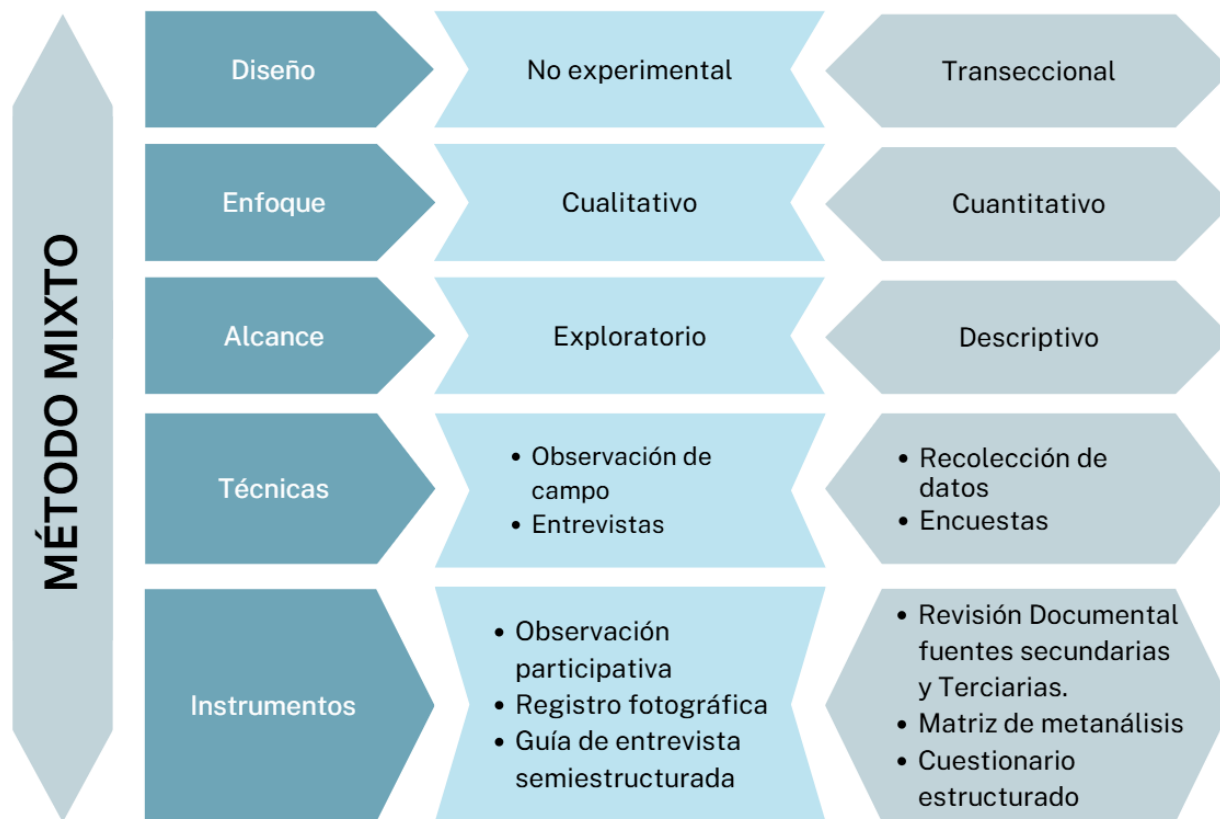 MÉTODO MIXTO
Diseño
No experimental
Transeccional
Enfoque
Cualitativo
Cuantitativo
Alcance
Exploratorio
Descriptivo
Técnicas
• Observación de
campo
• Entrevistas
• Recolección de
datos
• Encuestas
Instrumentos
• Observación
participativa
• Registro fotográfica
• Guía de entrevista
semiestructurada
• Revisión Documental
fuentes secundarias
y Terciarias.
• Matriz de metanálisis
• Cuestionario
estructurado